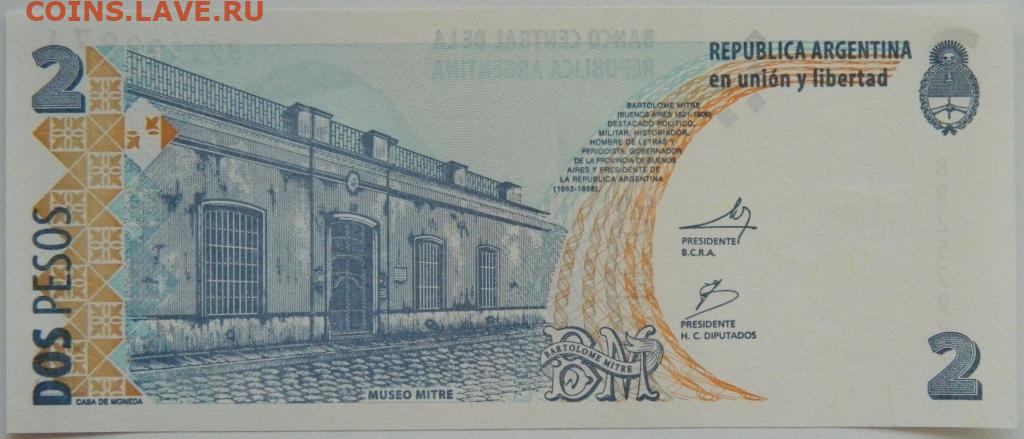 COINS.LAVE.RU
2
BANCO CENTRAL DE LA
REPUBLICA ARGENTINA
REPUBLICA ARGENTINA
en unión y libertad
BARTOLOME MITRE
(BUENOS AIRES 1821-1906)
DESTACADO POLITICO,
MILITAR, HISTORIADOR,
HOMBRE DE LETRAS Y
PERIODISTA. GOBERNADOR
DE LA PROVINCIA DE BUENOS
AIRES Y PRESIDENTE DE
LA REPUBLICA ARGENTINA
(1862-1868).
PRESIDENTE
B.C.R.A.
PRESIDENTE
H. C. DIPUTADOS
DOS PESOS
BM
BARTOLOME MITRE
MUSEO MITRE
CASA DE MONEDA
2